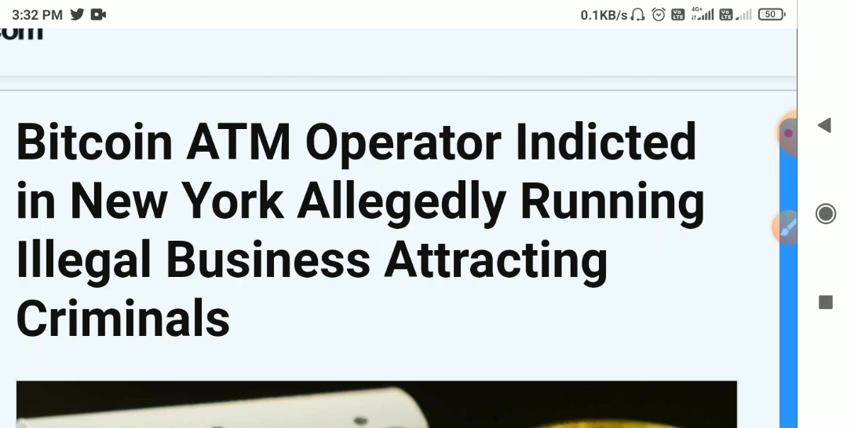 3:32 PM 0.1KB/s 4G+ 50
Bitcoin ATM Operator Indicted
in New York Allegedly Running
Illegal Business Attracting
Criminals